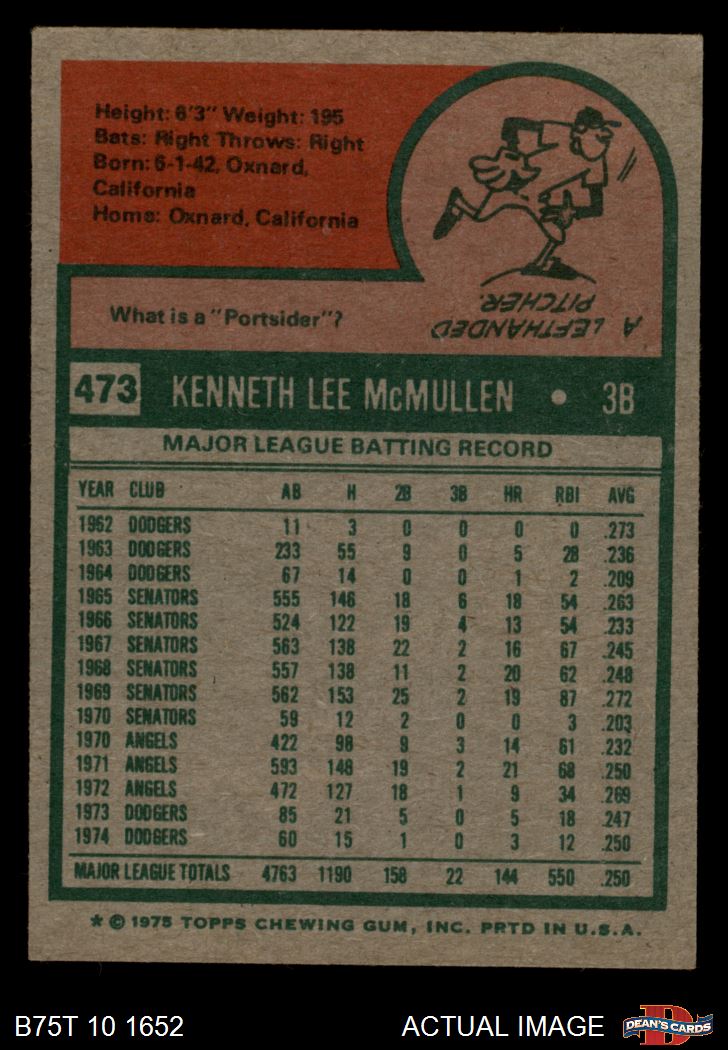 Height: 6'3" Weight: 195
Bats: Right Throws: Right
Born: 6-1-42, Oxnard,
California
Home: Oxnard, California
What is a "Portsider"?
A LEFTHANDED
PITCHER.
473 KENNETH LEE McMULLEN • 3B
MAJOR LEAGUE BATTING RECORD
YEAR CLUB AB H 2B 3B HR RBI AVG
1962 DODGERS 11 3 0 0 0 0 .273
1963 DODGERS 233 55 9 0 5 28 .236
1964 DODGERS 67 14 0 0 1 2 .209
1965 SENATORS 555 146 18 6 18 54 .263
1966 SENATORS 524 122 19 4 13 54 .233
1967 SENATORS 563 138 22 2 16 67 .245
1968 SENATORS 557 138 11 2 20 62 .248
1969 SENATORS 562 153 25 2 19 87 .272
1970 SENATORS 59 12 2 0 0 3 .203
1970 ANGELS 422 98 9 3 14 61 .232
1971 ANGELS 593 148 19 2 21 68 .250
1972 ANGELS 472 127 18 1 9 34 .269
1973 DODGERS 85 21 5 0 5 18 .247
1974 DODGERS 60 15 1 0 3 12 .250
MAJOR LEAGUE TOTALS 4763 1190 158 22 144 550 .250
* © 1975 TOPPS CHEWING GUM, INC. PRTD IN U.S.A.
B75T 10 1652 ACTUAL IMAGE
D
DEAN'S CARDS